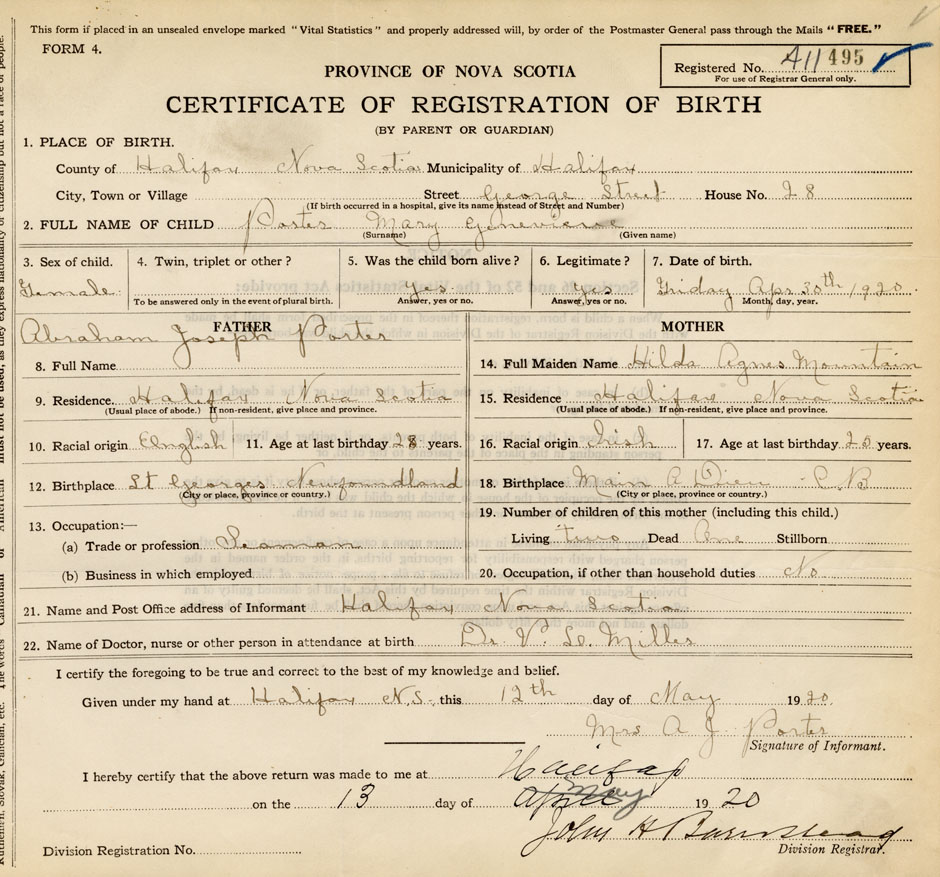 This form if placed in an unsealed envelope marked "Vital Statistics" and properly addressed will, by order of the Postmaster General pass through the Mails "FREE."
FORM 4.
Registered No. A11 495
For use of Registrar General only.
PROVINCE OF NOVA SCOTIA
CERTIFICATE OF REGISTRATION OF BIRTH
(BY PARENT OR GUARDIAN)
1. PLACE OF BIRTH.
County of Halifax Nova Scotia Municipality of Halifax
City, Town or Village Street George Street House No. 28
(If birth occurred in a hospital, give its name instead of Street and Number)
2. FULL NAME OF CHILD Porter Mary Genevieve
(Surname) (Given name)
3. Sex of child. 4. Twin, triplet or other? 5. Was the child born alive? 6. Legitimate? 7. Date of birth.
Female yes. yes. Friday Apr 30th 1920.
To be answered only in the event of plural birth. Answer, yes or no. Answer, yes or no. Month, day, year.
FATHER
Abraham Joseph Porter
8. Full Name
9. Residence. Halifax Nova Scotia
(Usual place of abode.) If non-resident, give place and province.
10. Racial origin English 11. Age at last birthday 28 years.
12. Birthplace St Georges Newfoundland
(City or place, province or country.)
13. Occupation:—
(a) Trade or profession Seaman
(b) Business in which employed
MOTHER
14. Full Maiden Name Hilda Agnes Mountain
15. Residence Halifax Nova Scotia
(Usual place of abode.) If non-resident, give place and province.
16. Racial origin Irish 17. Age at last birthday 20 years.
18. Birthplace Main A C.B
(City or place, province or country.)
19. Number of children of this mother (including this child.)
Living two Dead One Stillborn
20. Occupation, if other than household duties No
21. Name and Post Office address of Informant Halifax Nova Scotia
22. Name of Doctor, nurse or other person in attendance at birth Dr. V. Miller
I certify the foregoing to be true and correct to the best of my knowledge and belief.
Given under my hand at Halifax N.S. this 12th day of May 1920.
Mrs A J Porter
Signature of Informant.
I hereby certify that the above return was made to me at Halifax
on the 13 day of April May 1920
John H Barnstead
Division Registrar.
Division Registration No.